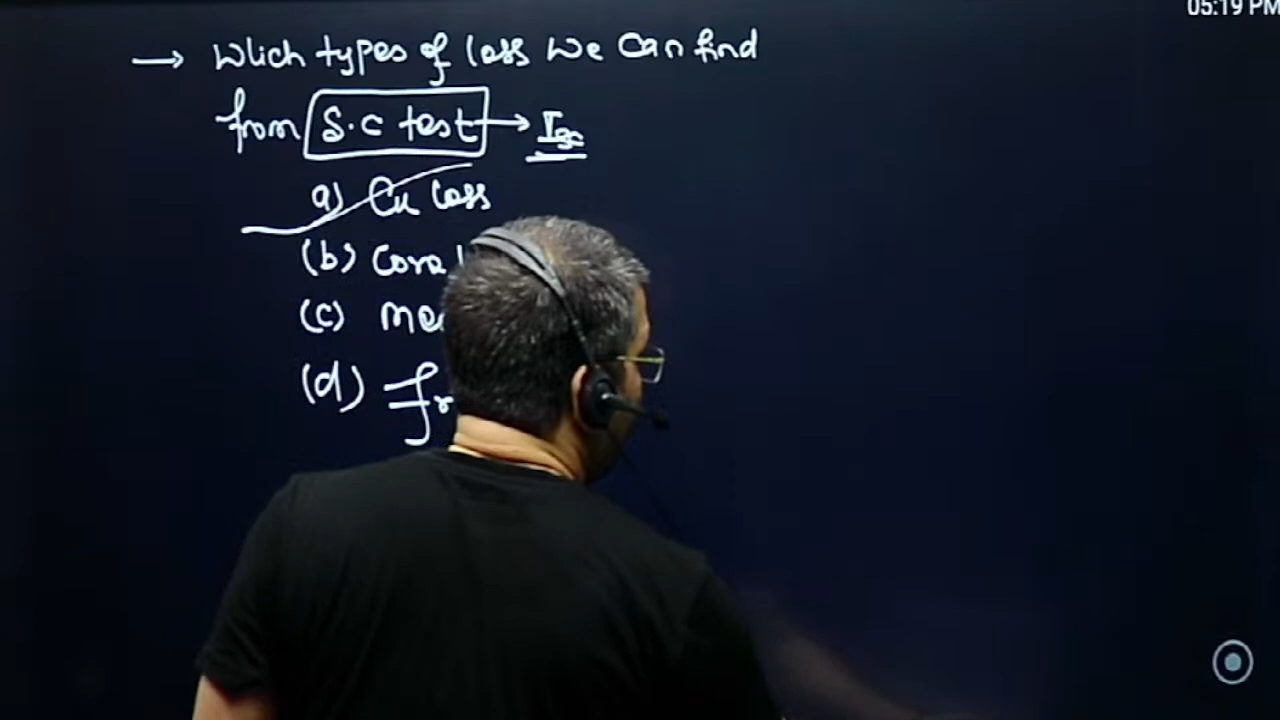 05:19 PM
→ Which types of loss we can find
from S.C test → Isc
a) Cu loss
(b) Core
(c)
(d)